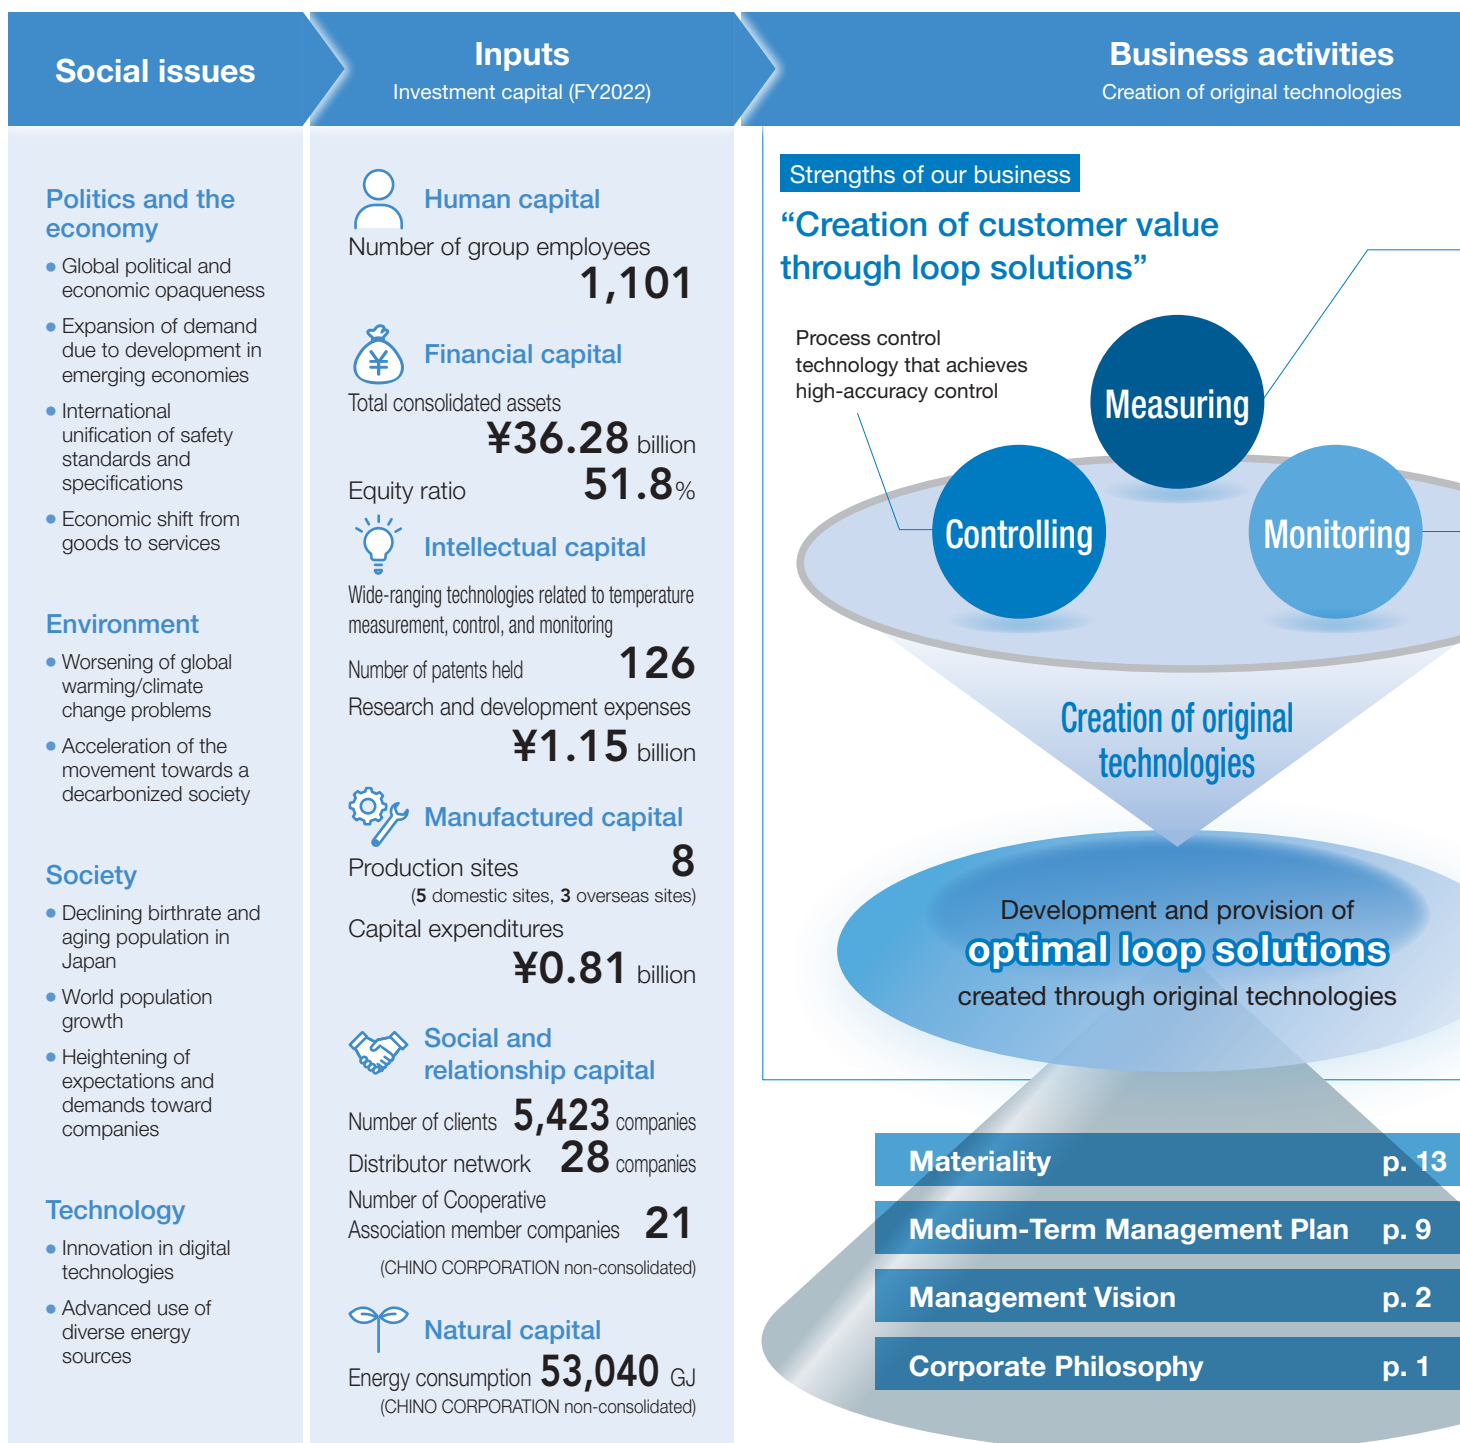 Social issues
Inputs
Investment capital (FY2022)
Business activities
Creation of original technologies
Politics and the
economy
● Global political and
economic opaqueness
● Expansion of demand
due to development in
emerging economies
● International
unification of safety
standards and
specifications
● Economic shift from
goods to services
Environment
● Worsening of global
warming/climate
change problems
● Acceleration of the
movement towards a
decarbonized society
Society
● Declining birthrate and
aging population in
Japan
● World population
growth
● Heightening of
expectations and
demands toward
companies
Technology
● Innovation in digital
technologies
● Advanced use of
diverse energy
sources
Human capital
Number of group employees
1,101
¥
Financial capital
Total consolidated assets
¥36.28 billion
Equity ratio 51.8%
Intellectual capital
Wide-ranging technologies related to temperature
measurement, control, and monitoring
Number of patents held 126
Research and development expenses
¥1.15 billion
Manufactured capital
Production sites 8
(5 domestic sites, 3 overseas sites)
Capital expenditures
¥0.81 billion
Social and
relationship capital
Number of clients 5,423 companies
Distributor network 28 companies
Number of Cooperative
Association member companies 21
(CHINO CORPORATION non-consolidated)
Natural capital
Energy consumption 53,040 GJ
(CHINO CORPORATION non-consolidated)
Strengths of our business
“Creation of customer value
through loop solutions”
Process control
technology that achieves
high-accuracy control
Measuring
Controlling
Monitoring
Creation of original
technologies
Development and provision of
optimal loop solutions
created through original technologies
Materiality p. 13
Medium-Term Management Plan p. 9
Management Vision p. 2
Corporate Philosophy p. 1